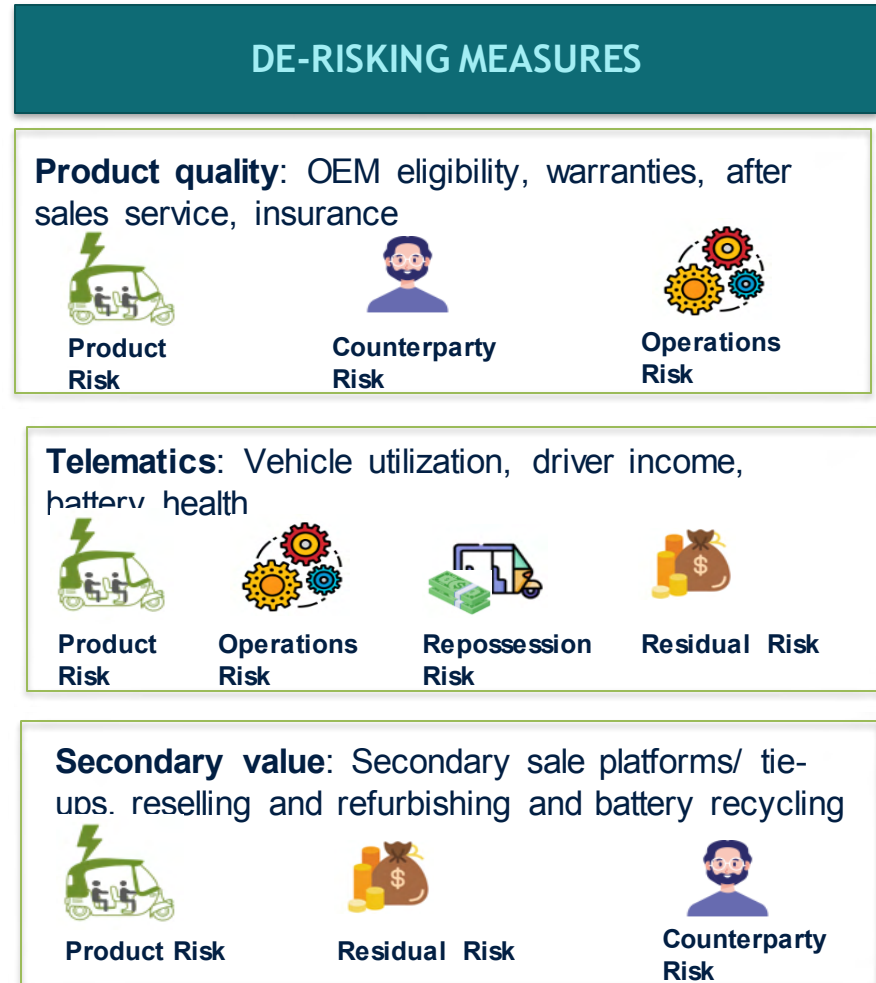 DE-RISKING MEASURES
Product quality: OEM eligibility, warranties, after
sales service, insurance
Product
Risk
Counterparty
Risk
Operations
Risk
Telematics: Vehicle utilization, driver income,
battery health
Product
Risk
Operations
Risk
Repossession
Risk
Residual Risk
Secondary value: Secondary sale platforms/ tie-
ups, reselling and refurbishing and battery recycling
Product Risk
Residual Risk
Counterparty
Risk